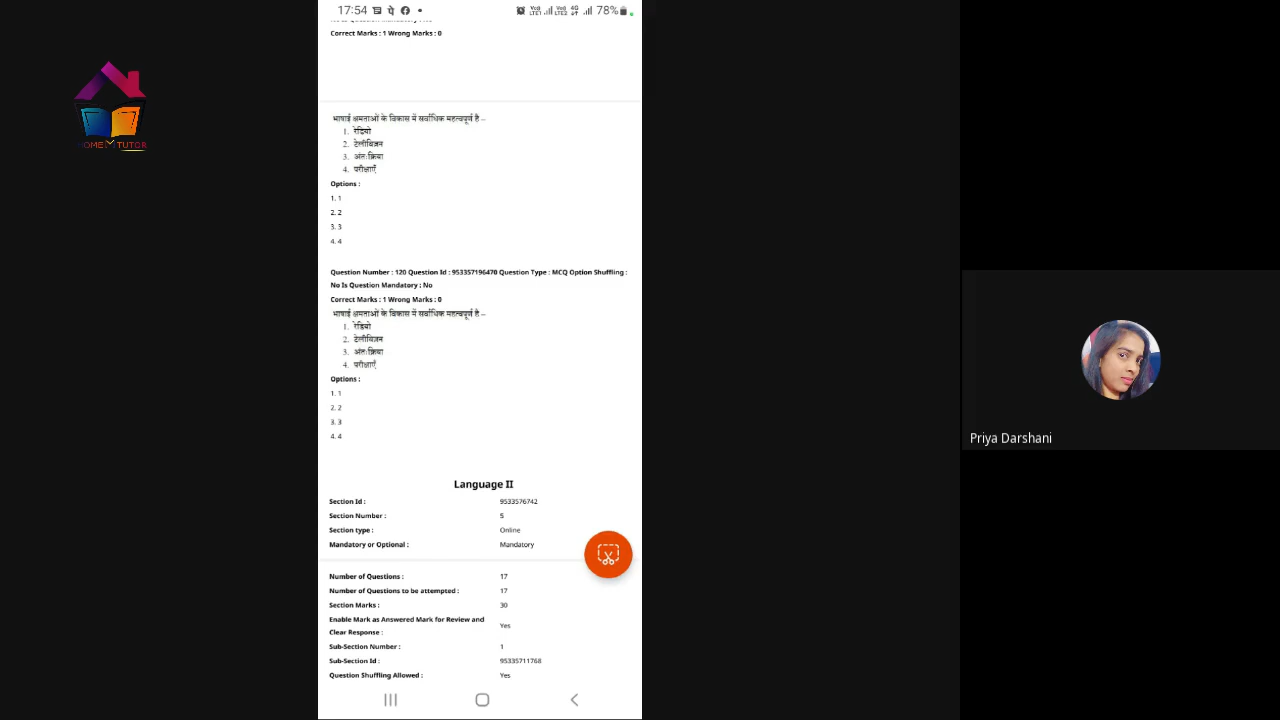 17:54
78%
Correct Marks : 1 Wrong Marks : 0
HOME TUTOR
भाषाई क्षमताओं के विकास में सर्वाधिक महत्वपूर्ण है –
1. रेडियो
2. टेलीविज़न
3. अंतःक्रिया
4. परीक्षाएँ
Options :
1. 1
2. 2
3. 3
4. 4
Question Number : 120 Question Id : 953357196470 Question Type : MCQ Option Shuffling :
No Is Question Mandatory : No
Correct Marks : 1 Wrong Marks : 0
भाषाई क्षमताओं के विकास में सर्वाधिक महत्वपूर्ण है –
1. रेडियो
2. टेलीविज़न
3. अंतःक्रिया
4. परीक्षाएँ
Options :
1. 1
2. 2
3. 3
4. 4
Priya Darshani
Language II
Section Id : 9533576742
Section Number : 5
Section type : Online
Mandatory or Optional : Mandatory
Number of Questions : 17
Number of Questions to be attempted : 17
Section Marks : 30
Enable Mark as Answered Mark for Review and
Clear Response : Yes
Sub-Section Number : 1
Sub-Section Id : 95335711768
Question Shuffling Allowed : Yes